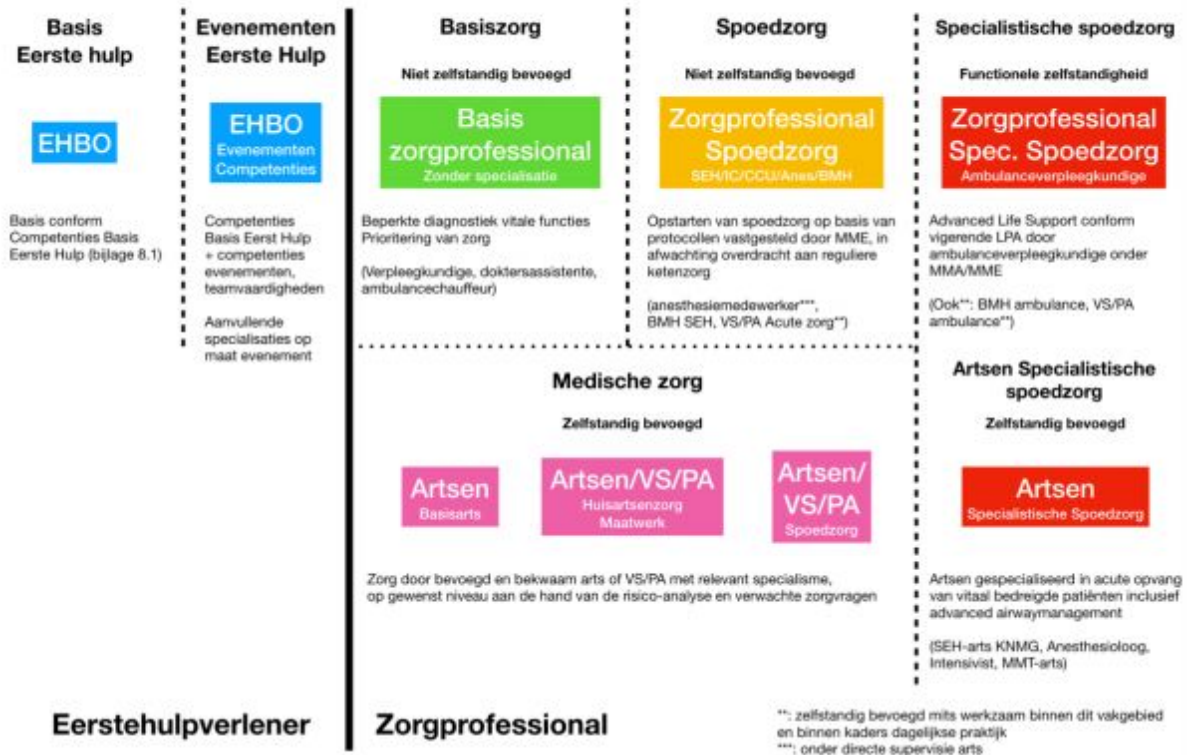 Basis
Eerste hulp
EHBO
Basis conform
Competenties Basis
Eerste Hulp (bijlage 8.1)
Evenementen
Eerste Hulp
EHBO
Evenementen
Competenties
Competenties
Basis Eerst Hulp
+ competenties
evenementen,
teamvaardigheden
Aanvullende
specialisaties op
maat evenement
Basiszorg
Niet zelfstandig bevoegd
Basis
zorgprofessional
Zonder specialisatie
Beperkte diagnostiek vitale functies
Prioritering van zorg
(Verpleegkundige, doktersassistente,
ambulancechauffeur)
Spoedzorg
Niet zelfstandig bevoegd
Zorgprofessional
Spoedzorg
SEH/IC/CCU/Anes/BMH
Opstarten van spoedzorg op basis van
protocollen vastgesteld door MME, in
afwachting overdracht aan reguliere
ketenzorg
(anesthesiemedewerker***,
BMH SEH, VS/PA Acute zorg**)
Specialistische spoedzorg
Functionele zelfstandigheid
Zorgprofessional
Spec. Spoedzorg
Ambulanceverpleegkundige
Advanced Life Support conform
vigerende LPA door
ambulanceverpleegkundige onder
MMA/MME
(Ook**: BMH ambulance, VS/PA
ambulance**)
Medische zorg
Zelfstandig bevoegd
Artsen
Basisarts
Artsen/VS/PA
Huisartsenzorg
Maatwerk
Artsen/
VS/PA
Spoedzorg
Zorg door bevoegd en bekwaam arts of VS/PA met relevant specialisme,
op gewenst niveau aan de hand van de risico-analyse en verwachte zorgvragen
Artsen Specialistische
spoedzorg
Zelfstandig bevoegd
Artsen
Specialistische Spoedzorg
Artsen gespecialiseerd in acute opvang
van vitaal bedreigde patiënten inclusief
advanced airwaymanagement
(SEH-arts KNMG, Anesthesioloog,
Intensivist, MMT-arts)
Eerstehulpverlener
Zorgprofessional
**: zelfstandig bevoegd mits werkzaam binnen dit vakgebied
en binnen kaders dagelijkse praktijk
***: onder directe supervisie arts